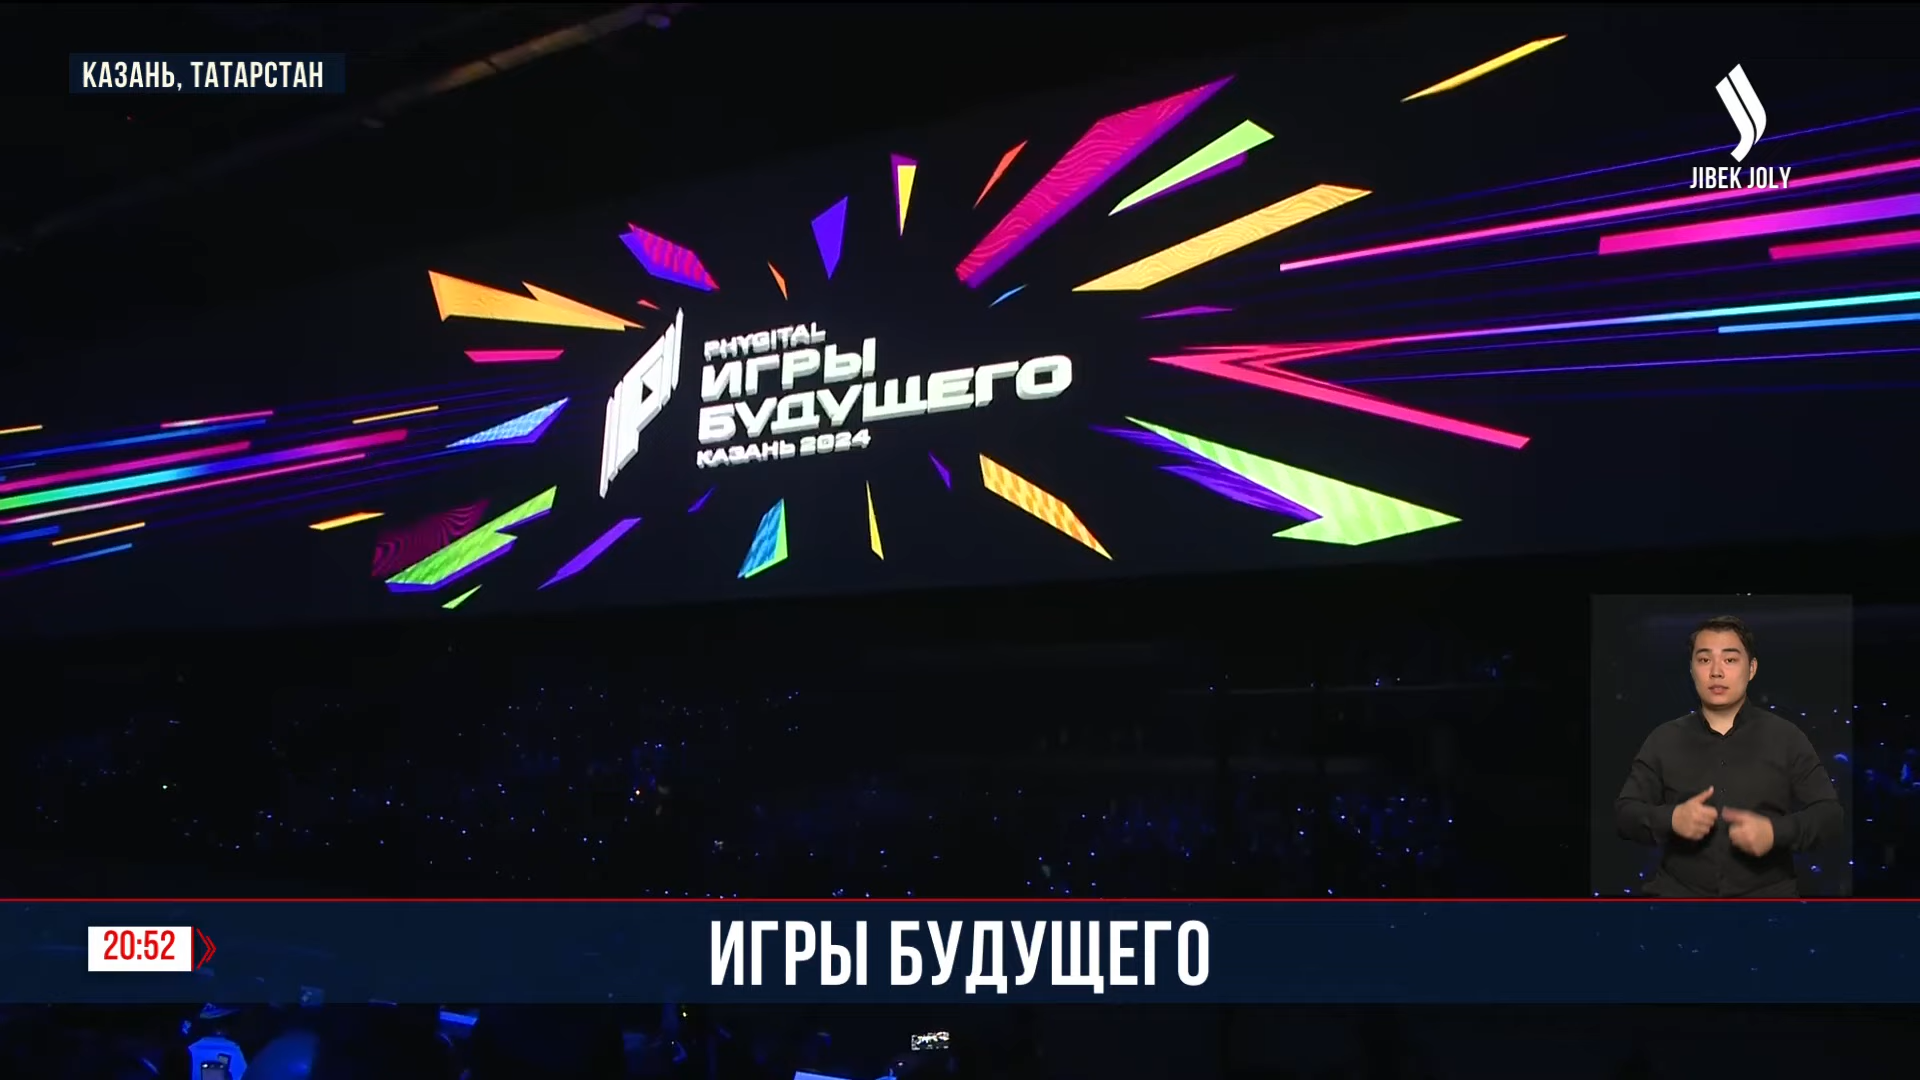 КАЗАНЬ, ТАТАРСТАН
JIBEK JOLY
PHYGITAL
ИГРЫ
БУДУЩЕГО
КАЗАНЬ 2024
20:52
ИГРЫ БУДУЩЕГО